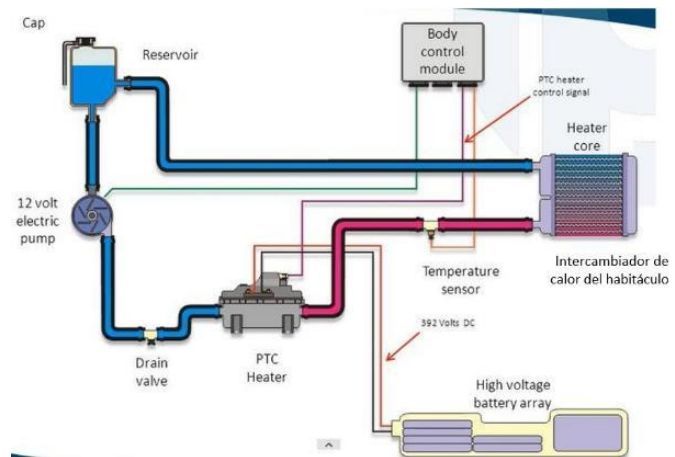 Cap
Reservoir
Body
control
module
PTC heater
control signal
Heater
core
12 volt
electric
pump
Intercambiador de
calor del habitáculo
Temperature
sensor
392 Volts DC
Drain
valve
PTC
Heater
High voltage
battery array